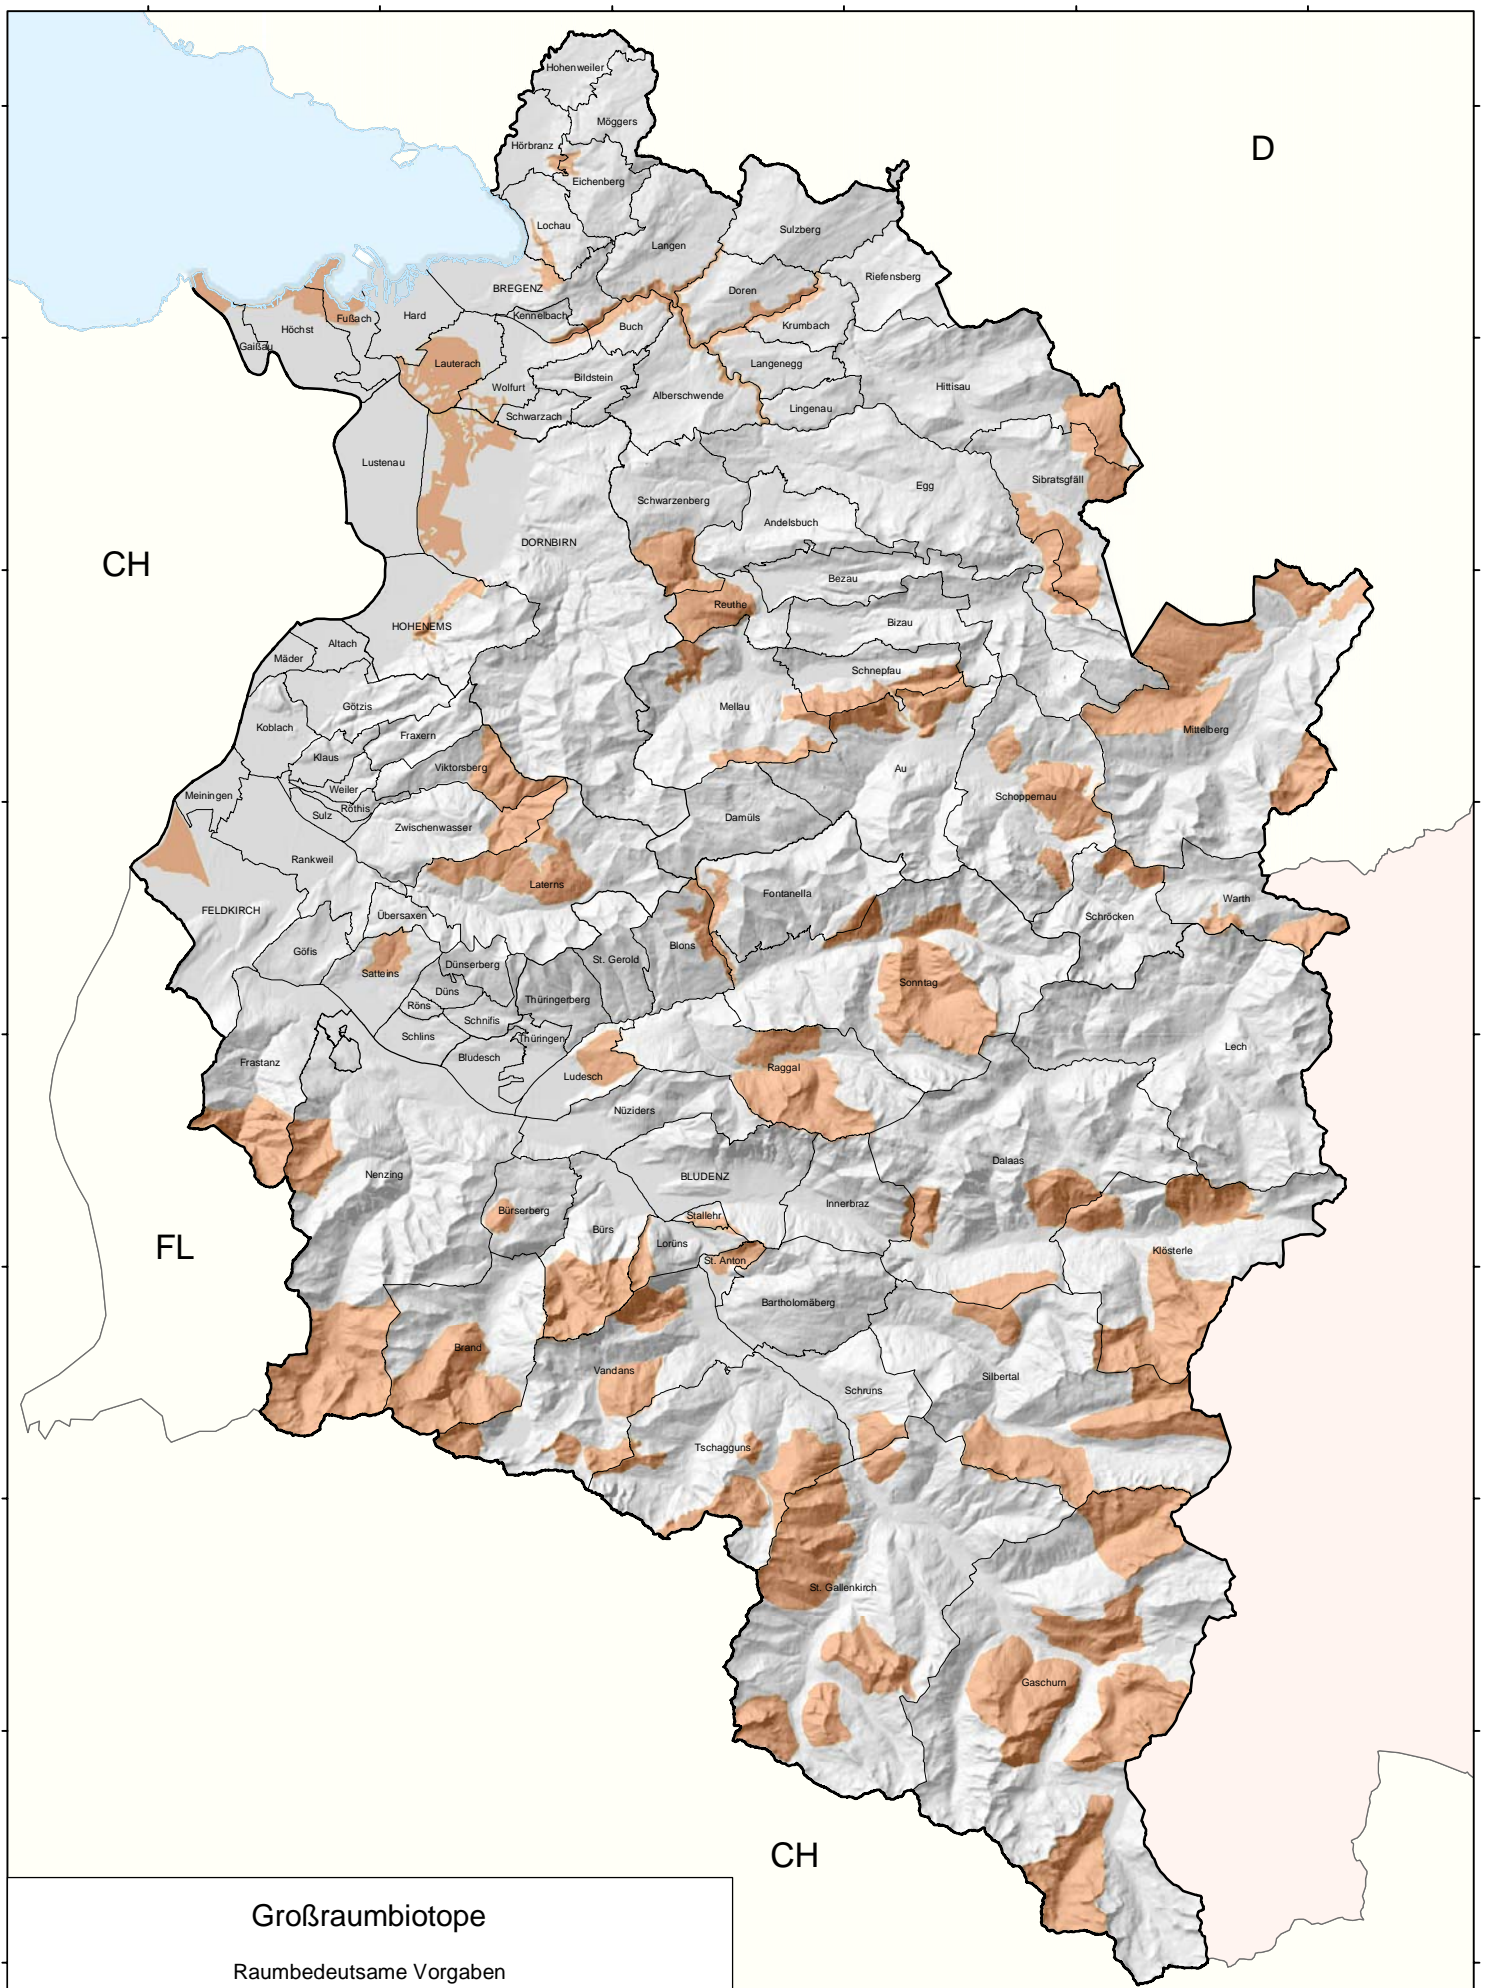 Hohenweiler
Möggers
D
Hörbranz
Eichenberg
Lochau
Sulzberg
Langen
Riefensberg
BREGENZ
Doren
Kennelbach
Hard
Fußach
Höchst
Buch
Krumbach
Gaißau
Lauterach
Langenegg
Bildstein
Wolfurt
Hittisau
Alberschwende
Lingenau
Schwarzach
Lustenau
Sibratsgfäll
Egg
Schwarzenberg
Andelsbuch
DORNBIRN
CH
Bezau
Reuthe
Bizau
HOHENEMS
Altach
Mäder
Schnepfau
Mellau
Götzis
Koblach
Fraxern
Mittelberg
Klaus
Viktorsberg
Au
Weiler
Meiningen
Schoppernau
Röthis
Sulz
Damüls
Zwischenwasser
Rankweil
Laterns
Fontanella
Warth
FELDKIRCH
Übersaxen
Schröcken
Blons
Göfis
St. Gerold
Dünserberg
Satteins
Sonntag
Düns
Thüringerberg
Röns
Schnifis
Schlins
Thüringen
Lech
Bludesch
Frastanz
Raggal
Ludesch
Nüziders
Dalaas
Nenzing
BLUDENZ
Innerbraz
Bürserberg
Stallehr
Bürs
Lorüns
FL
Klösterle
St. Anton
Bartholomäberg
Brand
Vandans
Silbertal
Schruns
Tschagguns
St. Gallenkirch
Gaschurn
CH
Großraumbiotope
Raumbedeutsame Vorgaben